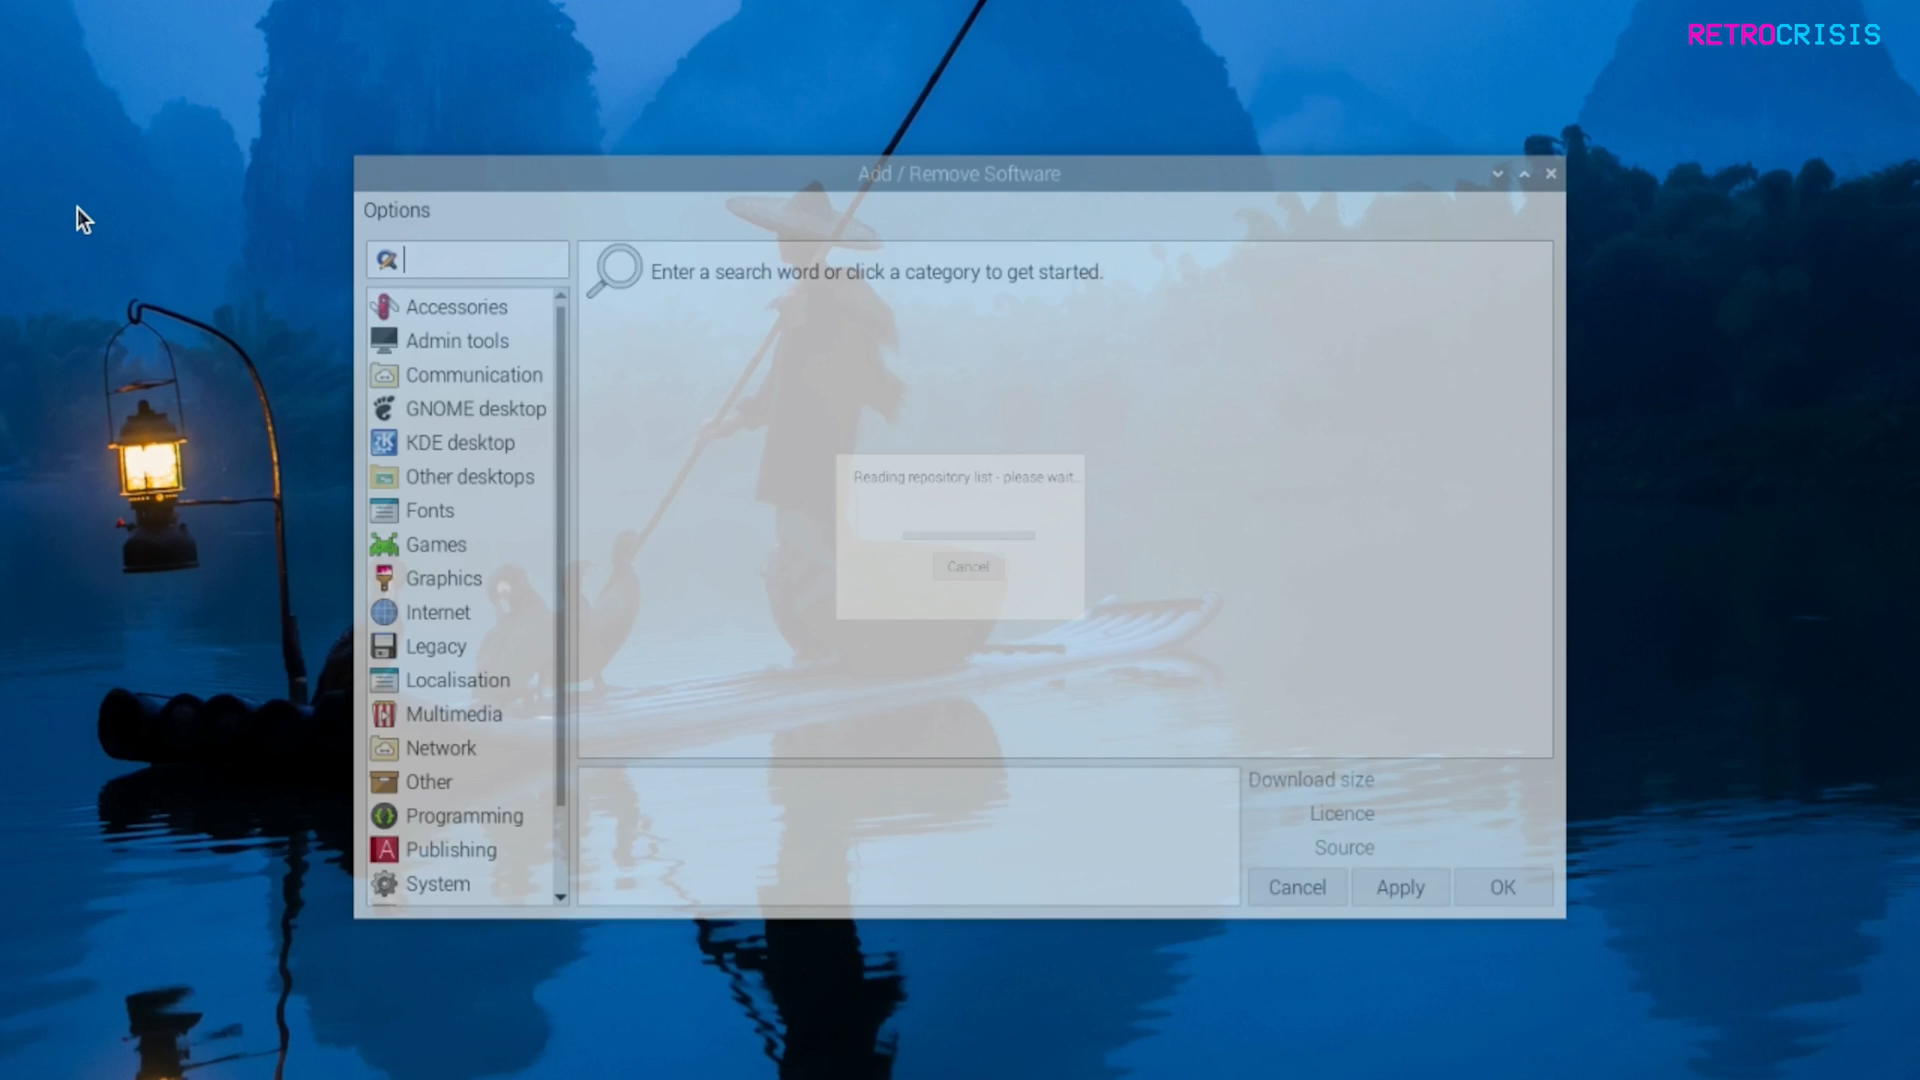 RETROCRISIS
Add / Remove Software
Options
Enter a search word or click a category to get started.
Accessories
Admin tools
Communication
GNOME desktop
KDE desktop
Other desktops
Fonts
Games
Graphics
Internet
Legacy
Localisation
Multimedia
Network
Other
Programming
Publishing
System
Reading repository list - please wait...
Cancel
Download size
Licence
Source
Cancel
Apply
OK